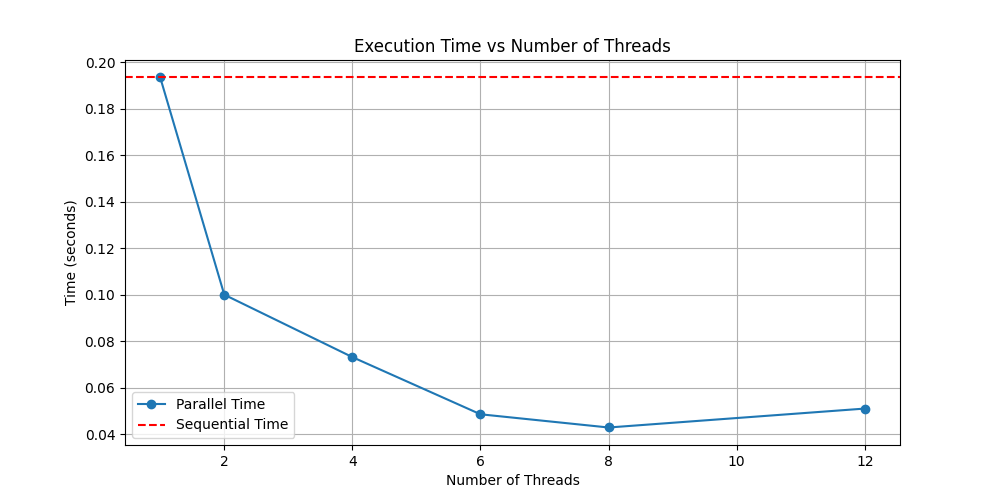 Execution Time vs Number of Threads
Time (seconds)
0.20
0.18
0.16
0.14
0.12
0.10
0.08
0.06
0.04
Parallel Time
Sequential Time
2 4 6 8 10 12
Number of Threads